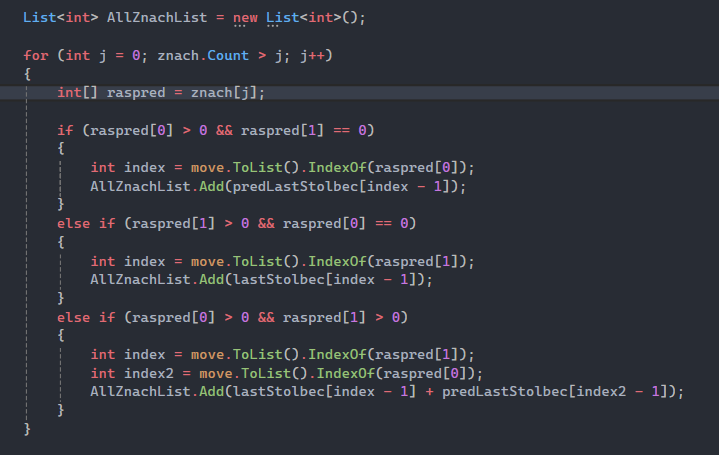 List<int> AllZnachList = new List<int>();
for (int j = 0; znach.Count > j; j++)
{
int[] raspred = znach[j];
if (raspred[0] > 0 && raspred[1] == 0)
{
int index = move.ToList().IndexOf(raspred[0]);
AllZnachList.Add(predLastStolbec[index - 1]);
}
else if (raspred[1] > 0 && raspred[0] == 0)
{
int index = move.ToList().IndexOf(raspred[1]);
AllZnachList.Add(lastStolbec[index - 1]);
}
else if (raspred[0] > 0 && raspred[1] > 0)
{
int index = move.ToList().IndexOf(raspred[1]);
int index2 = move.ToList().IndexOf(raspred[0]);
AllZnachList.Add(lastStolbec[index - 1] + predLastStolbec[index2 - 1]);
}
}